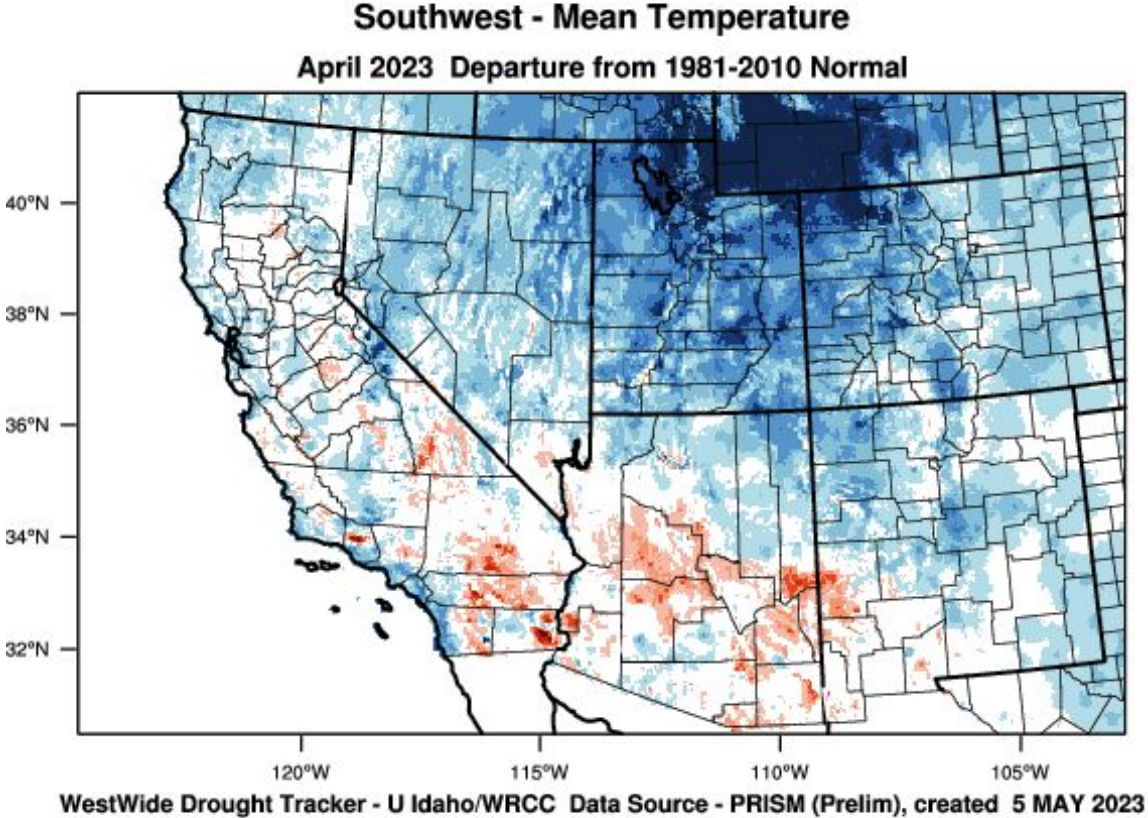 Southwest - Mean Temperature
April 2023 Departure from 1981-2010 Normal
40°N
38°N
36°N
34°N
32°N
120°W 115°W 110°W 105°W
WestWide Drought Tracker - U Idaho/WRCC Data Source - PRISM (Prelim), created 5 MAY 2023